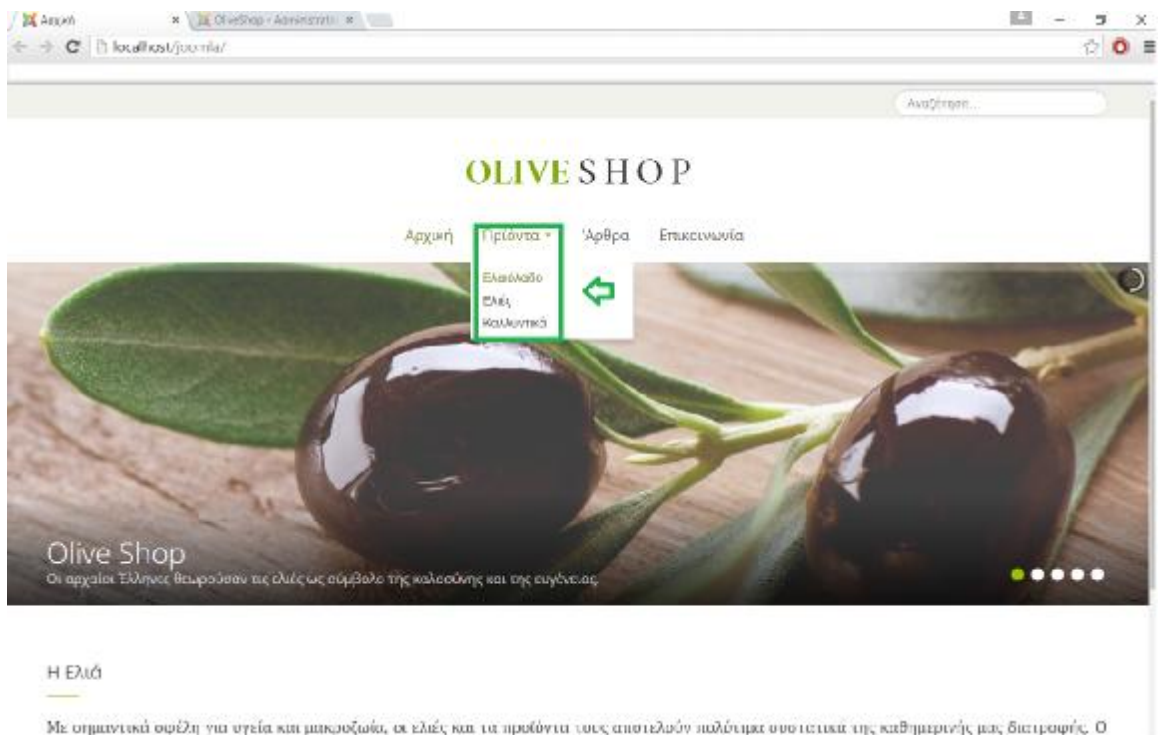 Αρχική
OliveShop - Administrati
localhost/joomla/
Αναζήτηση...
OLIVE SHOP
Αρχική Πρϊόντα Άρθρα Επικοινωνία
Ελαιόλαδο
Ελιές
Καλλυντικά
Olive Shop
Οι αρχαίοι Έλληνες θεωρούσαν τις ελιές ως σύμβολο της καλοσύνης και της ευγένειας.
Η Ελιά
Με σημαντικά οφέλη για υγεία και μακροζωία, οι ελιές και τα προϊόντα τους αποτελούν πολύτιμα συστατικά της καθημερινής μας διατροφής. Ο